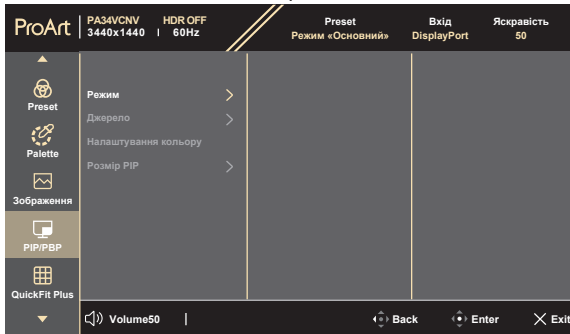 ProArt
PA34VCNV HDR OFF
3440x1440 | 60Hz
Preset
Режим «Основний»
Вхід
DisplayPort
Яскравість
50
Preset
Palette
Зображення
PIP/PBP
QuickFit Plus
Режим
Джерело
Налаштування кольору
Розмір PIP
Volume50 |
Back
Enter
Exit